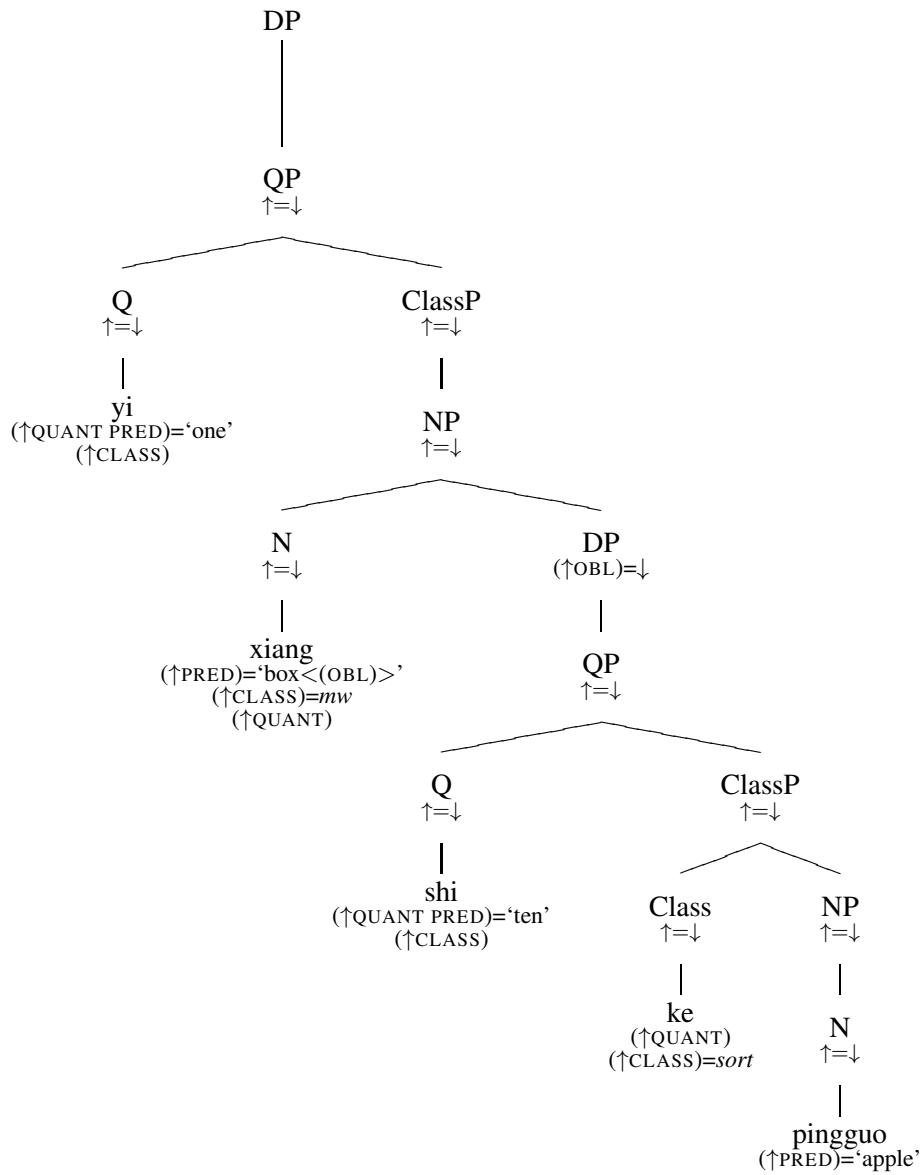 DP
QP
↑=↓
Q ClassP
↑=↓ ↑=↓
yi
(↑QUANT PRED)=‘one’
(↑CLASS)
NP
↑=↓
N DP
↑=↓ (↑OBL)=↓
xiang
(↑PRED)=‘box<(OBL)>’
(↑CLASS)=mw
(↑QUANT)
QP
↑=↓
Q ClassP
↑=↓ ↑=↓
shi
(↑QUANT PRED)=‘ten’
(↑CLASS)
Class NP
↑=↓ ↑=↓
ke
(↑QUANT)
(↑CLASS)=sort
N
↑=↓
pingguo
(↑PRED)=‘apple’